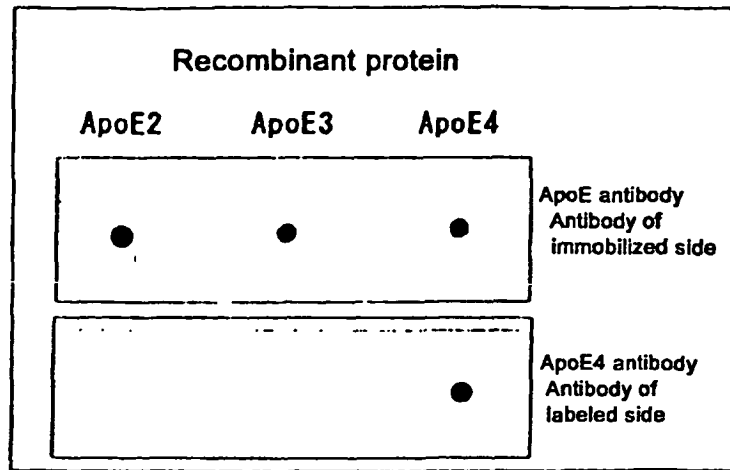 Recombinant protein
ApoE2 ApoE3 ApoE4
ApoE antibody
Antibody of
immobilized side
ApoE4 antibody
Antibody of
labeled side